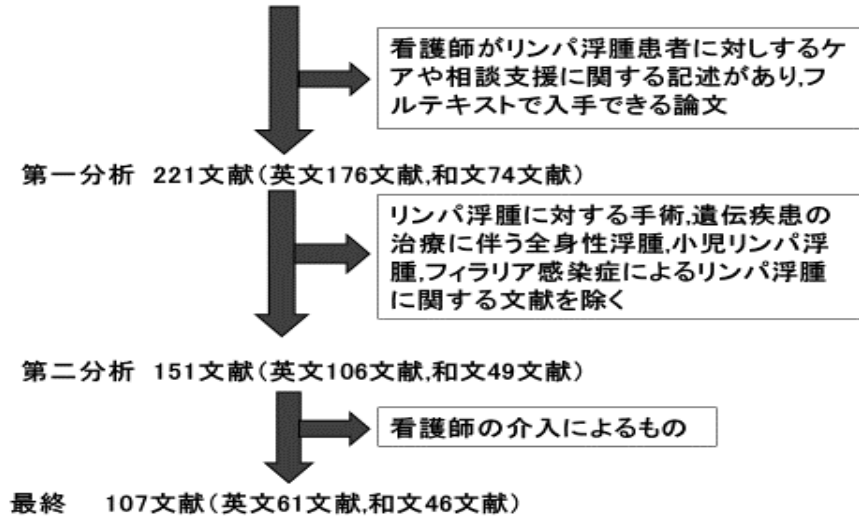 看護師がリンパ浮腫患者に対しするケ
アや相談支援に関する記述があり,フ
ルテキストで入手できる論文
第一分析 221文献(英文176文献,和文74文献)
リンパ浮腫に対する手術,遺伝疾患の
治療に伴う全身性浮腫,小児リンパ浮
腫,フィラリア感染症によるリンパ浮腫
に関する文献を除く
第二分析 151文献(英文106文献,和文49文献)
看護師の介入によるもの
最終 107文献(英文61文献,和文46文献)